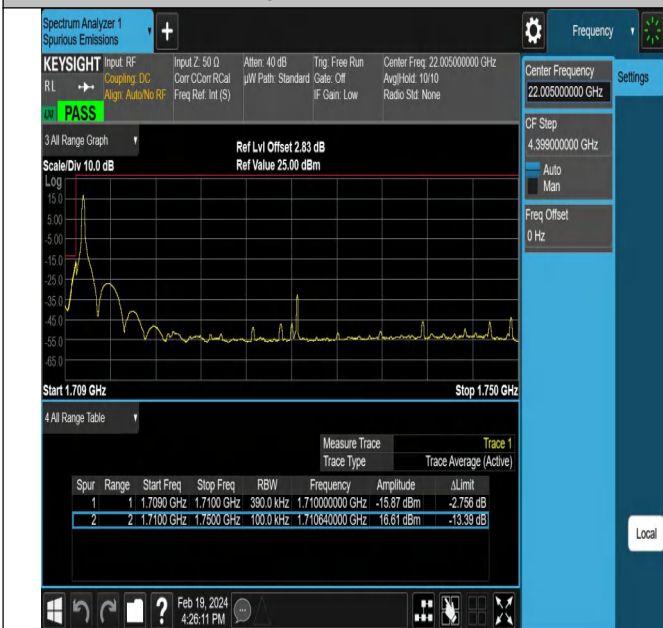 Spectrum Analyzer 1
Spurious Emissions
Frequency
KEYSIGHT
RL
Input: RF
Coupling: DC
Align: Auto/No RF
Input Z: 50 Ω
Corr CCorr RCal
Freq Ref: Int (S)
Atten: 40 dB
µW Path: Standard
Trig: Free Run
Gate: Off
IF Gain: Low
Center Freq: 22.005000000 GHz
Avg|Hold: 10/10
Radio Std: None
PASS
Center Frequency
22.005000000 GHz
Settings
CF Step
4.399000000 GHz
Auto
Man
Freq Offset
0 Hz
Local
3 All Range Graph
Scale/Div 10.0 dB
Ref Lvl Offset 2.83 dB
Ref Value 25.00 dBm
Log
15.0
5.00
-5.00
-15.0
-25.0
-35.0
-45.0
-55.0
-65.0
Start 1.709 GHz
Stop 1.750 GHz
4 All Range Table
Measure Trace Trace 1
Trace Type Trace Average (Active)
Spur Range Start Freq Stop Freq RBW Frequency Amplitude ΔLimit
1 1 1.7090 GHz 1.7100 GHz 390.0 kHz 1.710000000 GHz -15.87 dBm -2.756 dB
2 2 1.7100 GHz 1.7500 GHz 100.0 kHz 1.710640000 GHz 16.61 dBm -13.39 dB
?
Feb 19, 2024
4:26:11 PM